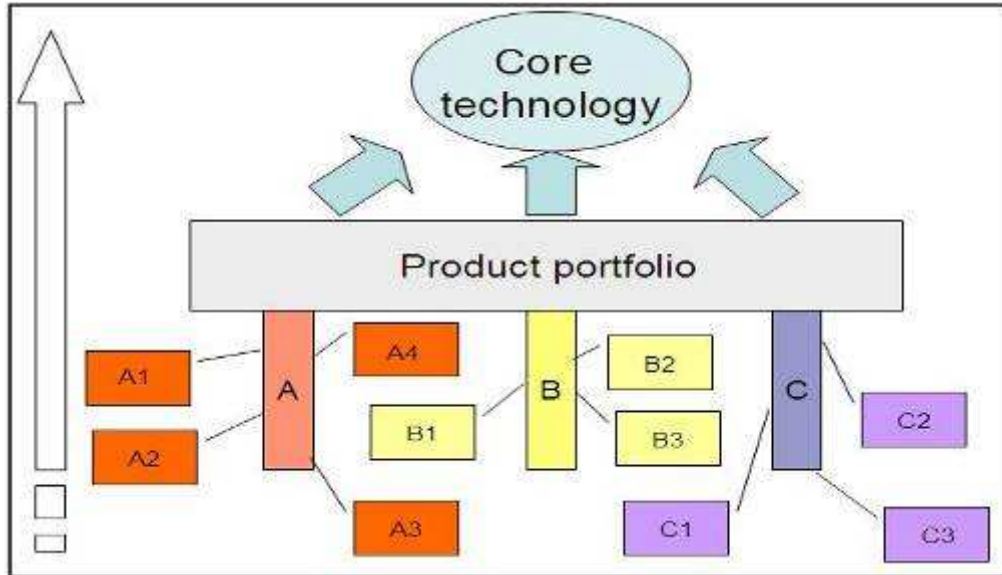 Core
technology
Product portfolio
A4
A1
A
B2
B
C
B1
C2
A2
B3
A3
C1
C3